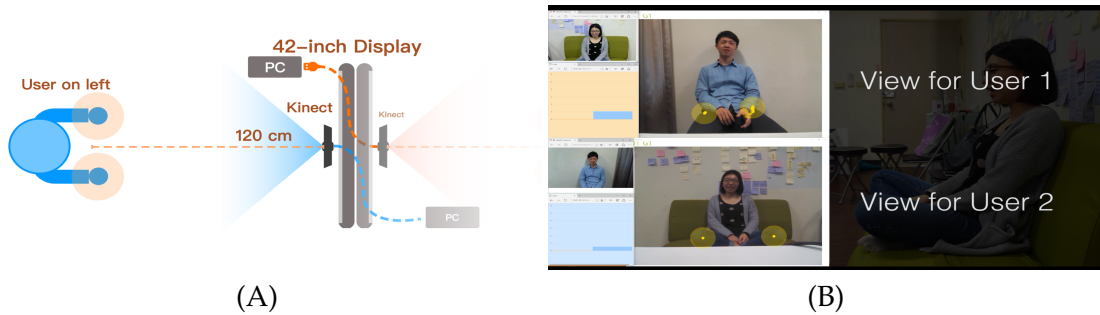 42-inch Display
PC
User on left
Kinect
Kinect
120 cm
PC
View for User 1
View for User 2
(A)
(B)